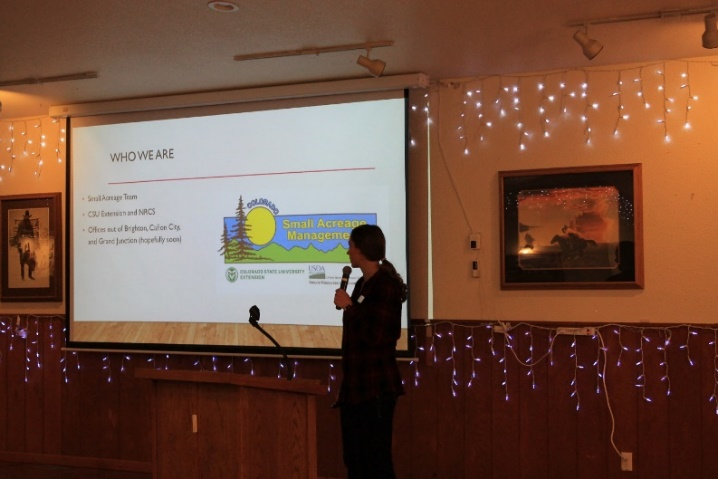 WHO WE ARE
• Small Acreage Team
• CSU Extension and NRCS
• Offices out of Brighton, Cañon City,
and Grand Junction (hopefully soon)
COLORADO
Small Acreage
Management
COLORADO STATE UNIVERSITY
EXTENSION
USDA